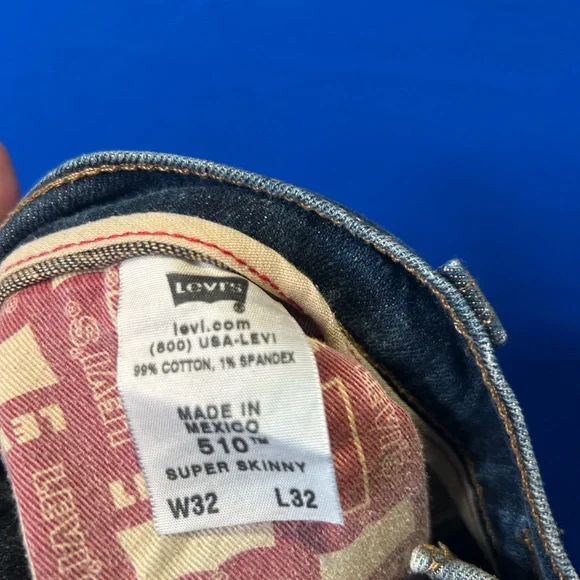 Levi's
®
levi.com
(800) USA-LEVI
99% COTTON, 1% SPANDEX
MADE IN
MEXICO
510™
SUPER SKINNY
W32 L32